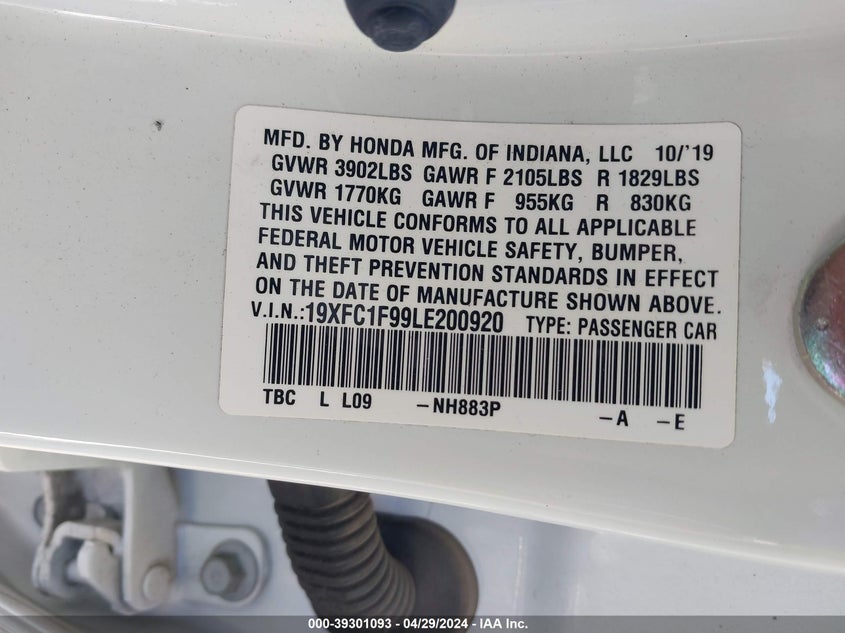 MFD. BY HONDA MFG. OF INDIANA, LLC 10/'19
GVWR 3902LBS GAWR F 2105LBS R 1829LBS
GVWR 1770KG GAWR F 955KG R 830KG
THIS VEHICLE CONFORMS TO ALL APPLICABLE
FEDERAL MOTOR VEHICLE SAFETY, BUMPER,
AND THEFT PREVENTION STANDARDS IN EFFECT
ON THE DATE OF MANUFACTURE SHOWN ABOVE.
V.I.N.:19XFC1F99LE200920 TYPE: PASSENGER CAR
TBC L L09 -NH883P -A -E
000-39301093 - 04/29/2024 - IAA Inc.